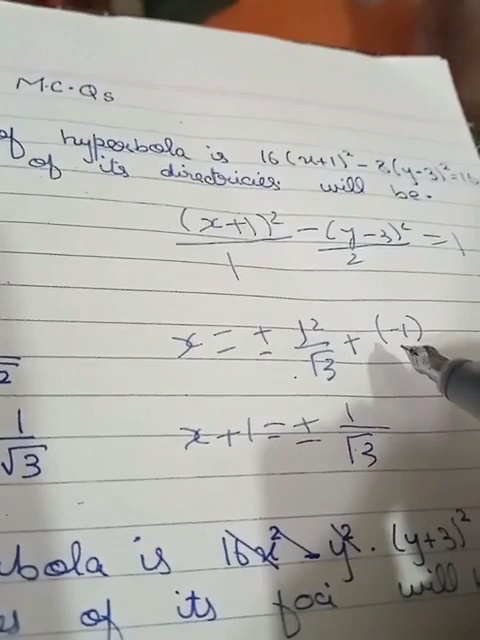 M.C.Qs
of hyperbola is 16(x+1)² - 8(y-3)² = 16
of its directricies will be.
(x+1)²/1 - (y-3)²/2 = 1
x = ± 1²/√3 + (-1)
2
x+1 = ± 1/√3
1/√3
bola is 16x² - y². (y+3)²
of its foci will